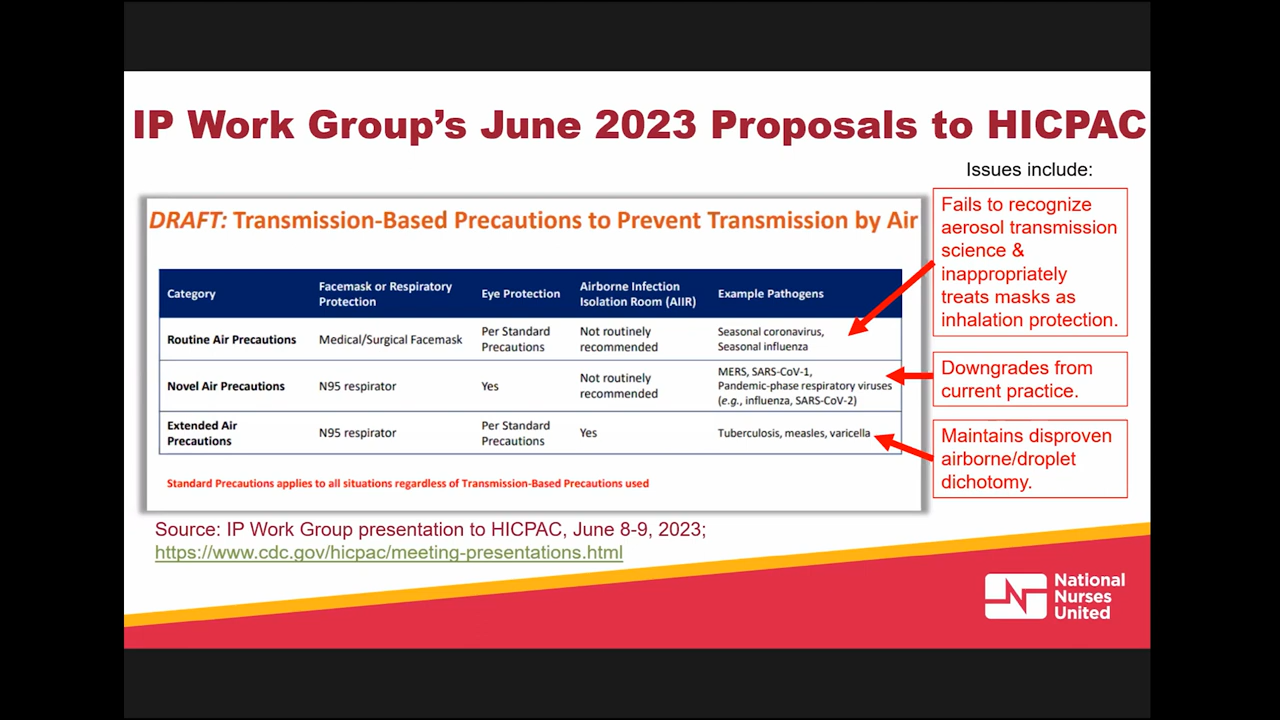 IP Work Group's June 2023 Proposals to HICPAC
Issues include:
DRAFT: Transmission-Based Precautions to Prevent Transmission by Air
Category
Facemask or Respiratory
Protection
Eye Protection
Airborne Infection
Isolation Room (AIIR)
Example Pathogens
Routine Air Precautions
Medical/Surgical Facemask
Per Standard
Precautions
Not routinely
recommended
Seasonal coronavirus,
Seasonal influenza
Novel Air Precautions
N95 respirator
Yes
Not routinely
recommended
MERS, SARS-CoV-1,
Pandemic-phase respiratory viruses
(e.g., influenza, SARS-CoV-2)
Extended Air
Precautions
N95 respirator
Per Standard
Precautions
Yes
Tuberculosis, measles, varicella
Standard Precautions applies to all situations regardless of Transmission-Based Precautions used
Fails to recognize
aerosol transmission
science &
inappropriately
treats masks as
inhalation protection.
Downgrades from
current practice.
Maintains disproven
airborne/droplet
dichotomy.
Source: IP Work Group presentation to HICPAC, June 8-9, 2023;
https://www.cdc.gov/hicpac/meeting-presentations.html
National
Nurses
United